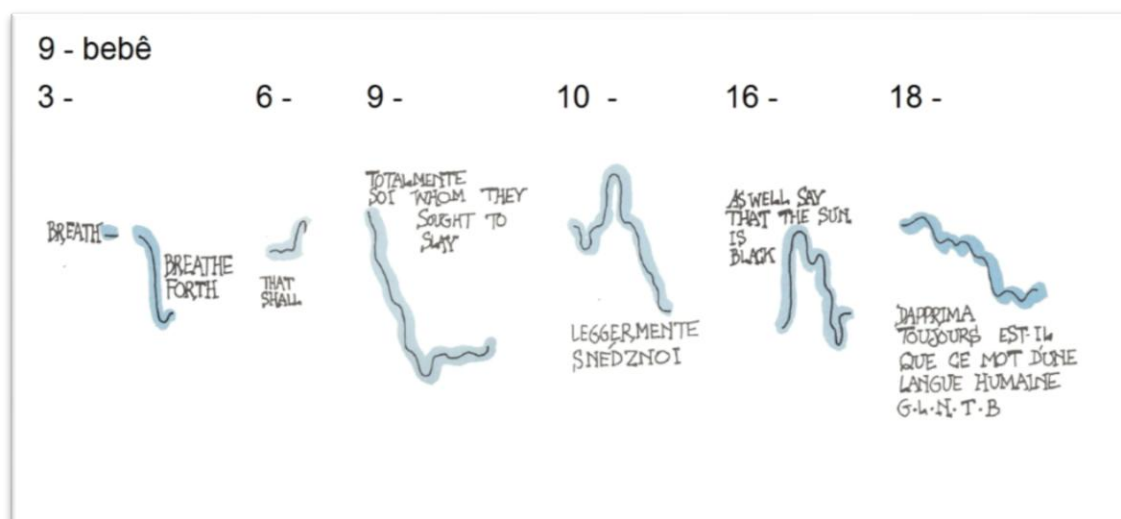 9 - bebê
3 -
6 -
9 -
10 -
16 -
18 -
BREATH
BREATHE
FORTH
THAT
SHALL
TOTALMENTE
SOT WHOM THEY
SOUGHT TO
SLAY
LEGGERMENTE
SNÉDZNOI
AS WELL SAY
THAT THE SUN
IS
BLACK
DAPPRIMA
TOUJOURS EST-IL
QUE CE MOT D'UNE
LANGUE HUMAINE
G.L.N.T.B